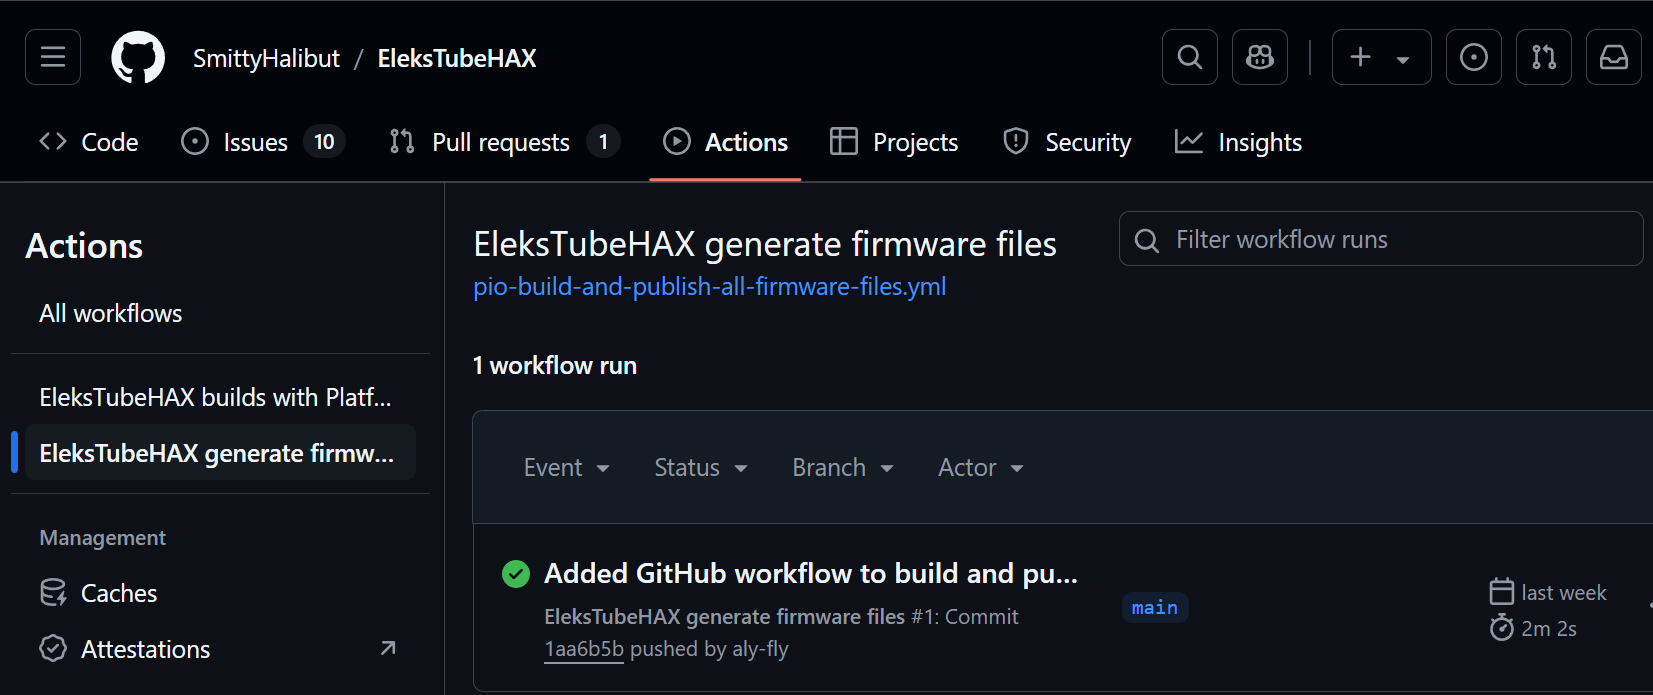 SmittyHalibut / EleksTubeHAX
Code Issues 10 Pull requests 1 Actions Projects Security Insights
Actions
All workflows
EleksTubeHAX builds with Platf...
EleksTubeHAX generate firmw...
Management
Caches
Attestations
EleksTubeHAX generate firmware files
pio-build-and-publish-all-firmware-files.yml
Filter workflow runs
1 workflow run
Event Status Branch Actor
Added GitHub workflow to build and pu...
EleksTubeHAX generate firmware files #1: Commit
1aa6b5b pushed by aly-fly
main
last week
2m 2s